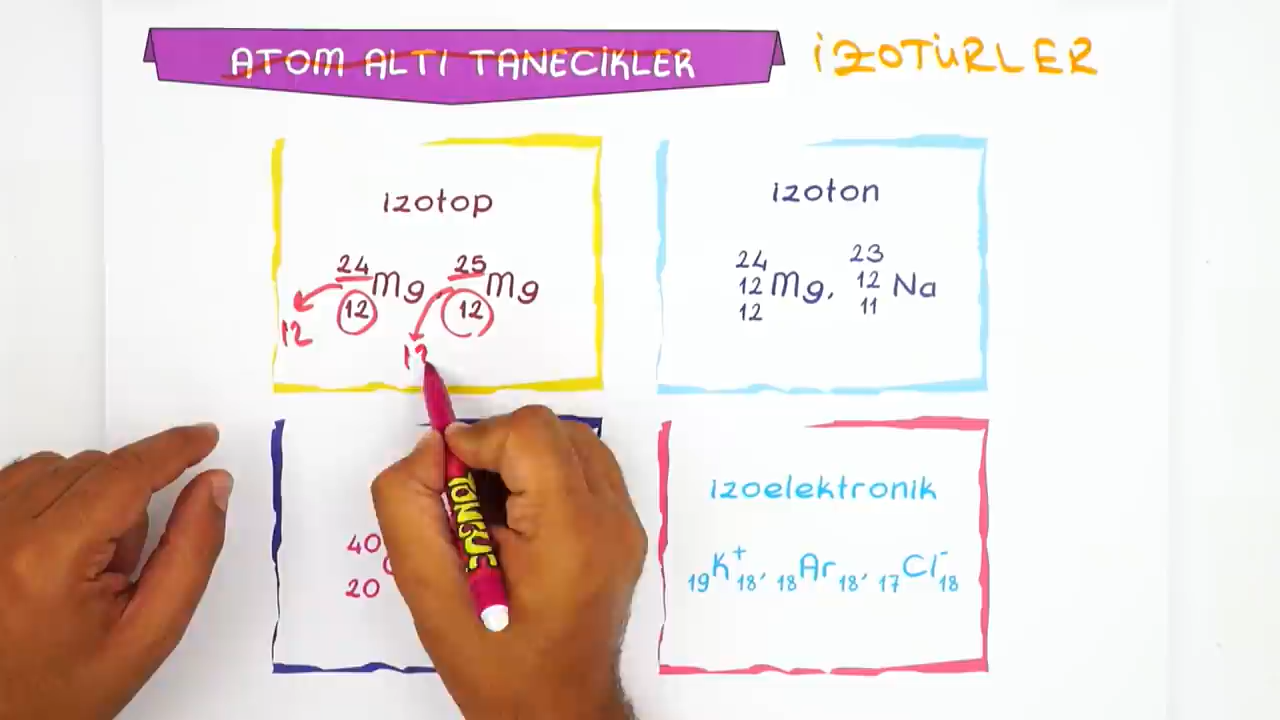 ATOM ALTI TANECİKLER
İZOTÜRLER
izotop
24 25
Mg, Mg
12 12
12
13
izoton
24 23
12 Mg, 12 Na
12 11
40
20
izoelektronik
19K+18, 18Ar18, 17Cl-18
TONGUÇ